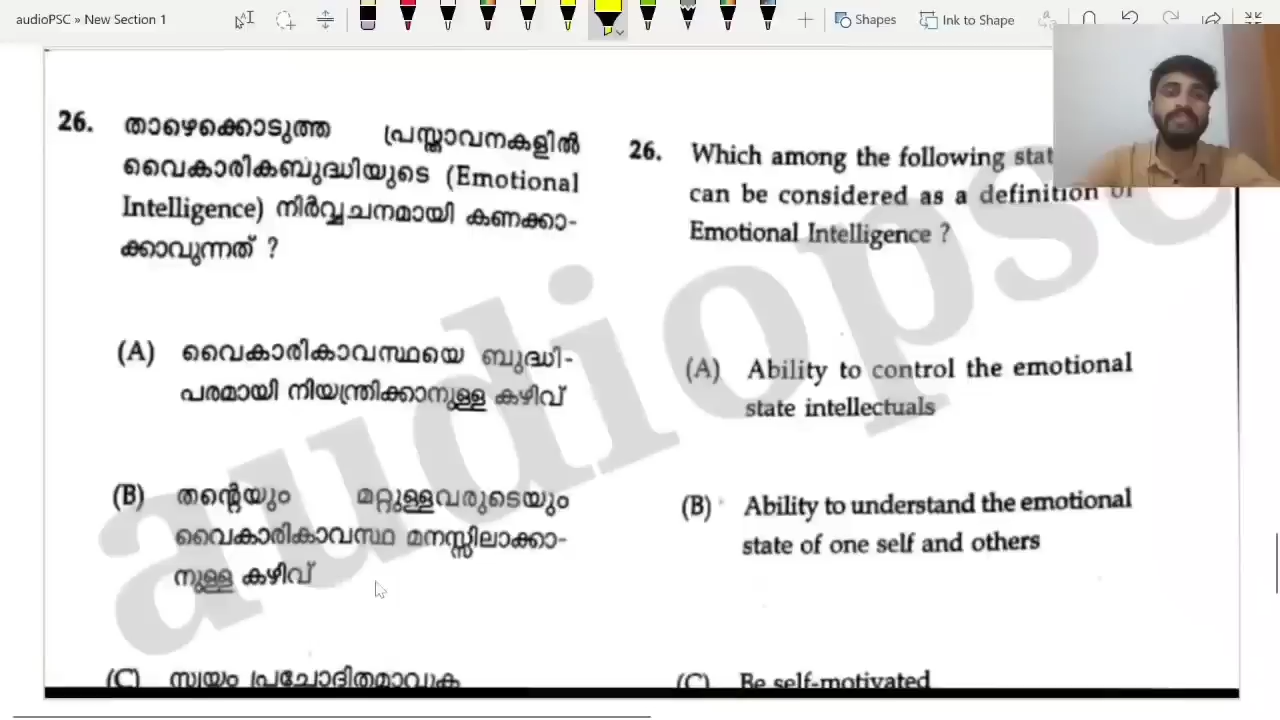 audioPSC » New Section 1
Shapes
Ink to Shape
26. താഴെക്കൊടുത്ത പ്രസ്താവനകളിൽ
വൈകാരികബുദ്ധിയുടെ (Emotional
Intelligence) നിർവ്വചനമായി കണക്കാ-
ക്കാവുന്നത് ?
(A) വൈകാരികാവസ്ഥയെ ബുദ്ധി-
പരമായി നിയന്ത്രിക്കാനുള്ള കഴിവ്
(B) തന്റെയും മറ്റുള്ളവരുടെയും
വൈകാരികാവസ്ഥ മനസ്സിലാക്കാ-
നുള്ള കഴിവ്
(C) സ്വയം പ്രചോദിതമാവുക
26. Which among the following
can be considered as a definition of
Emotional Intelligence ?
(A) Ability to control the emotional
state intellectuals
(B) Ability to understand the emotional
state of one self and others
(C) Be self-motivated
audiopsc